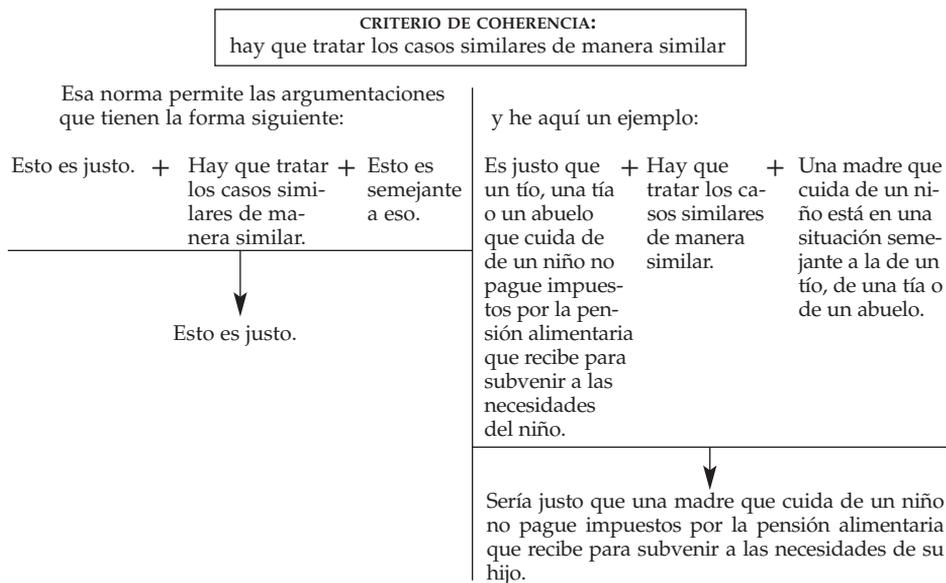 CRITERIO DE COHERENCIA:
hay que tratar los casos similares de manera similar
Esa norma permite las argumentaciones
que tienen la forma siguiente:
Esto es justo. + Hay que tratar + Esto es
los casos simi- semejante
lares de ma- a eso.
nera similar.
Esto es justo.
y he aquí un ejemplo:
Es justo que + Hay que + Una madre que
un tío, una tía tratar los ca- cuida de un ni-
o un abuelo sos similares ño está en una
que cuida de de manera situación seme-
de un niño no similar. jante a la de un
pague impues- tío, de una tía o
tos por la pen- de un abuelo.
sión alimentaria
que recibe para
subvenir a las
necesidades
del niño.
Sería justo que una madre que cuida de un niño
no pague impuestos por la pensión alimentaria
que recibe para subvenir a las necesidades de su
hijo.